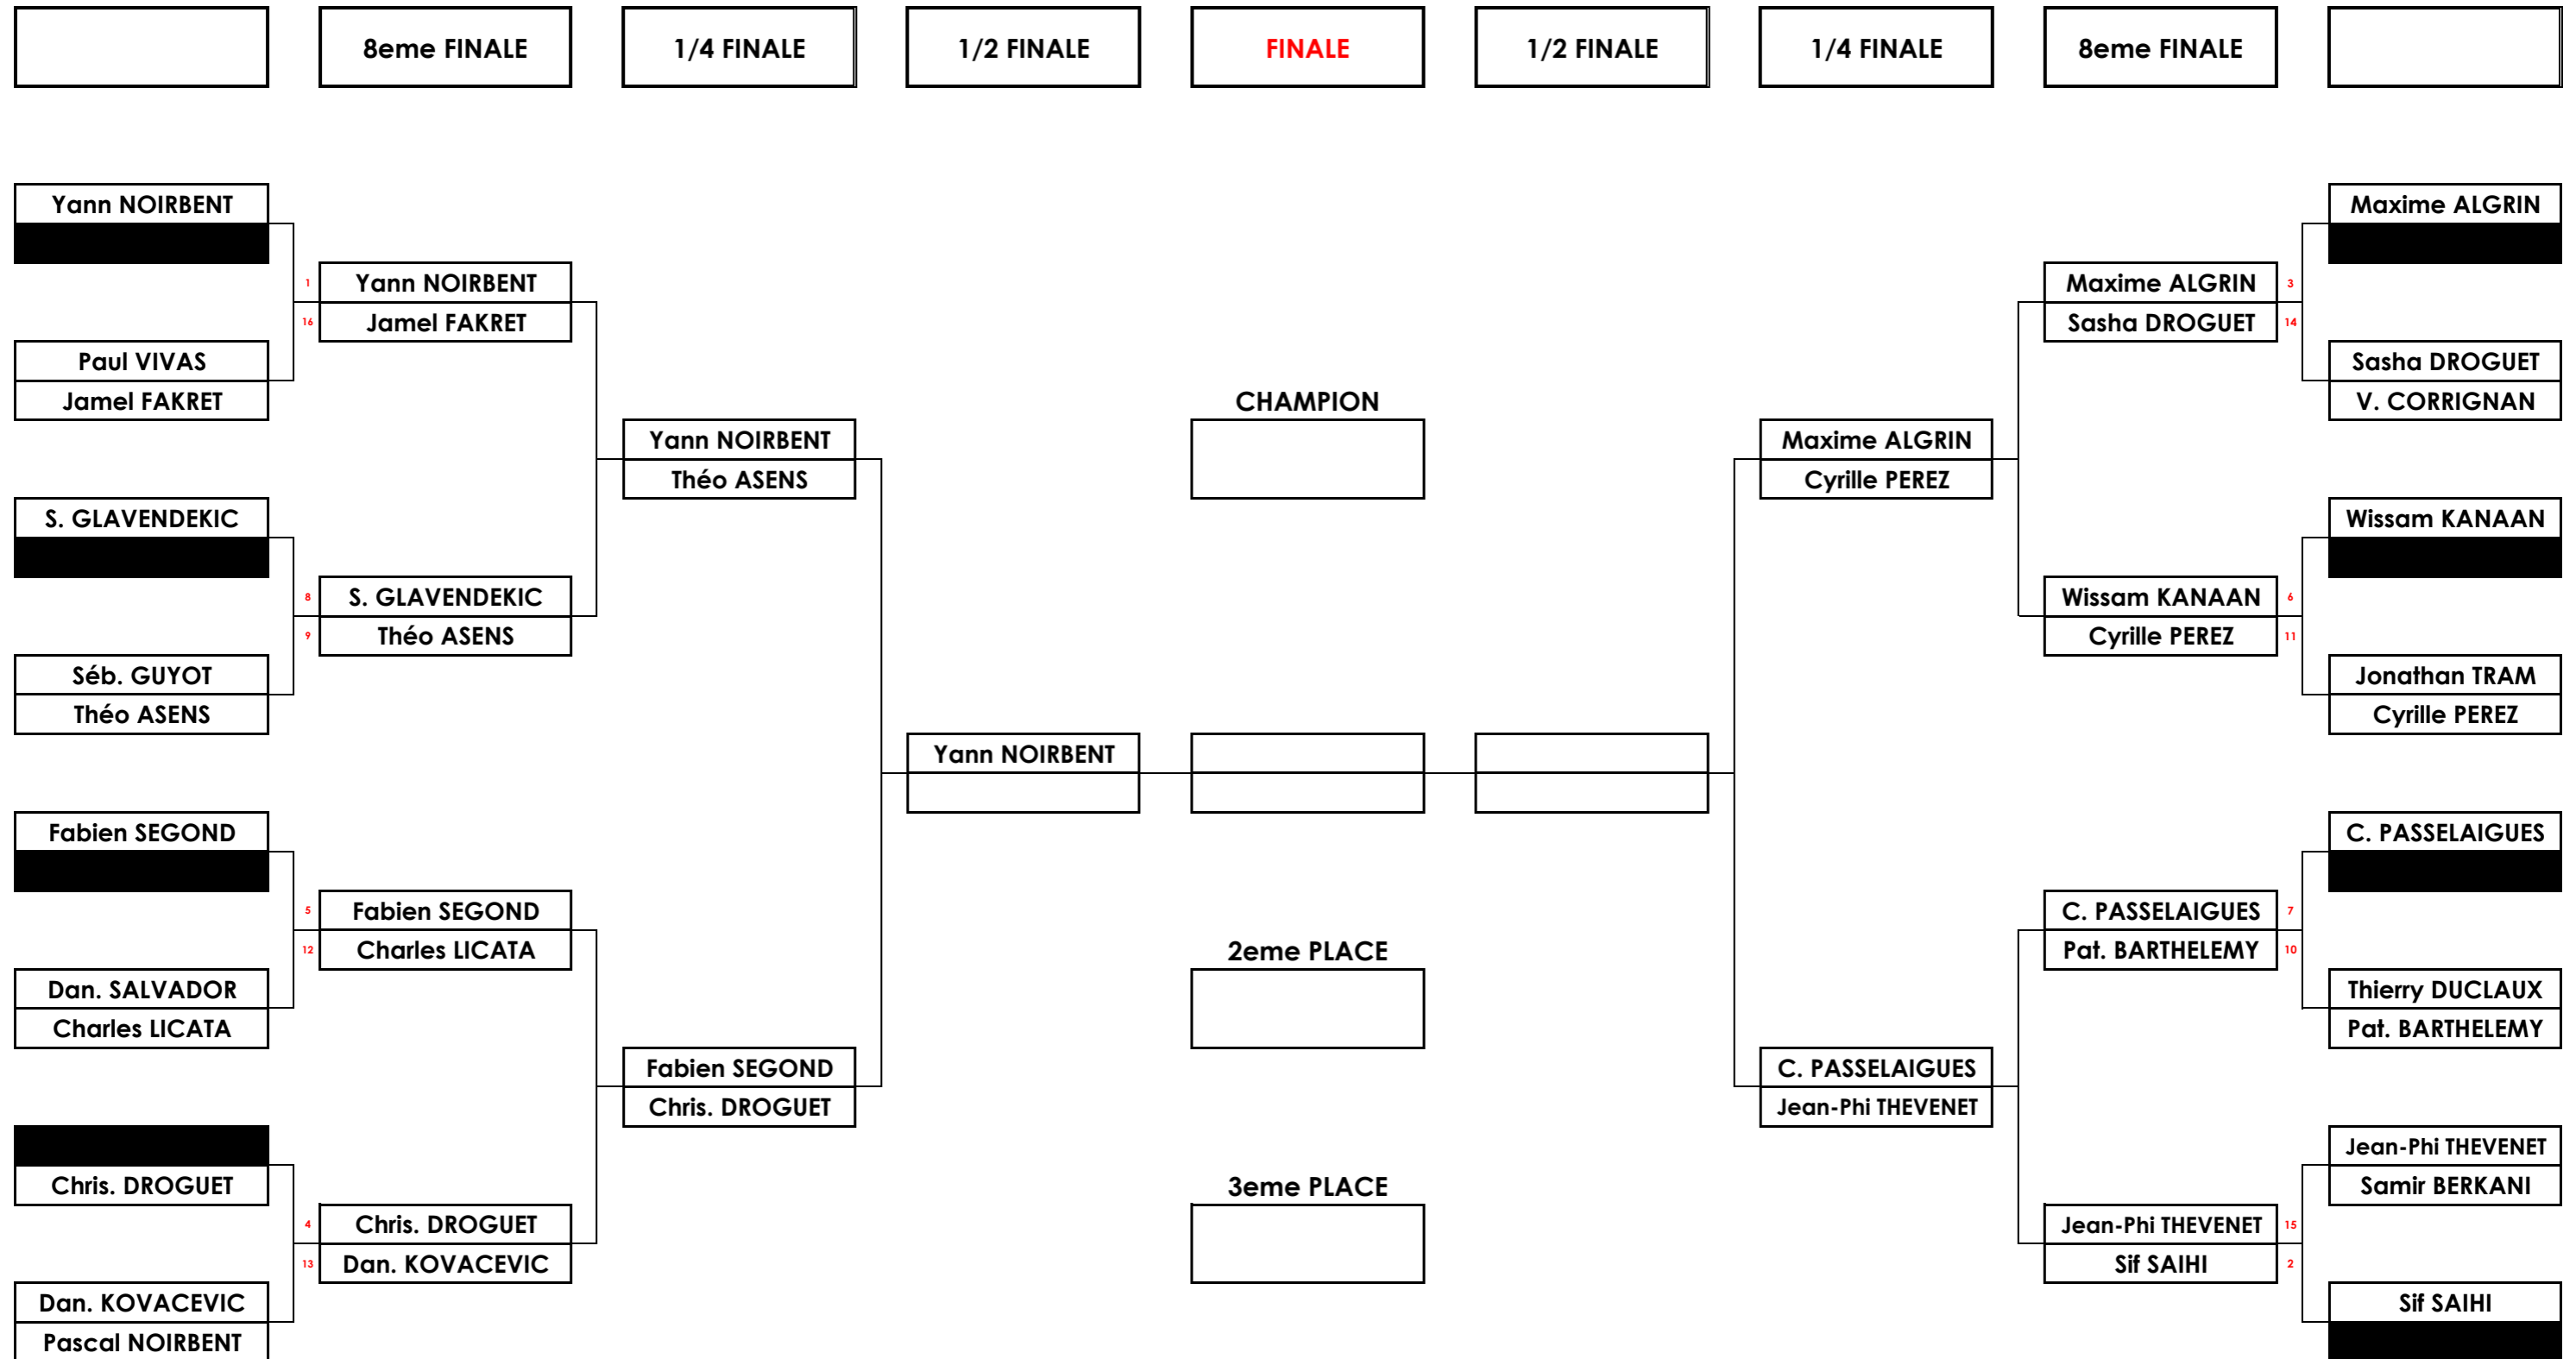 8eme FINALE
1/4 FINALE
1/2 FINALE
FINALE
1/2 FINALE
1/4 FINALE
8eme FINALE
Yann NOIRBENT
Paul VIVAS
Jamel FAKRET
S. GLAVENDEKIC
Séb. GUYOT
Théo ASENS
Fabien SEGOND
Dan. SALVADOR
Charles LICATA
Chris. DROGUET
Dan. KOVACEVIC
Pascal NOIRBENT
1
Yann NOIRBENT
16
Jamel FAKRET
8
S. GLAVENDEKIC
9
Théo ASENS
5
Fabien SEGOND
12
Charles LICATA
4
Chris. DROGUET
13
Dan. KOVACEVIC
Yann NOIRBENT
Théo ASENS
Fabien SEGOND
Chris. DROGUET
Yann NOIRBENT
CHAMPION
2eme PLACE
3eme PLACE
Maxime ALGRIN
Cyrille PEREZ
C. PASSELAIGUES
Jean-Phi THEVENET
Maxime ALGRIN
3
Sasha DROGUET
14
Wissam KANAAN
6
Cyrille PEREZ
11
C. PASSELAIGUES
7
Pat. BARTHELEMY
10
Jean-Phi THEVENET
15
Sif SAIHI
2
Maxime ALGRIN
Sasha DROGUET
V. CORRIGNAN
Wissam KANAAN
Jonathan TRAM
Cyrille PEREZ
C. PASSELAIGUES
Thierry DUCLAUX
Pat. BARTHELEMY
Jean-Phi THEVENET
Samir BERKANI
Sif SAIHI